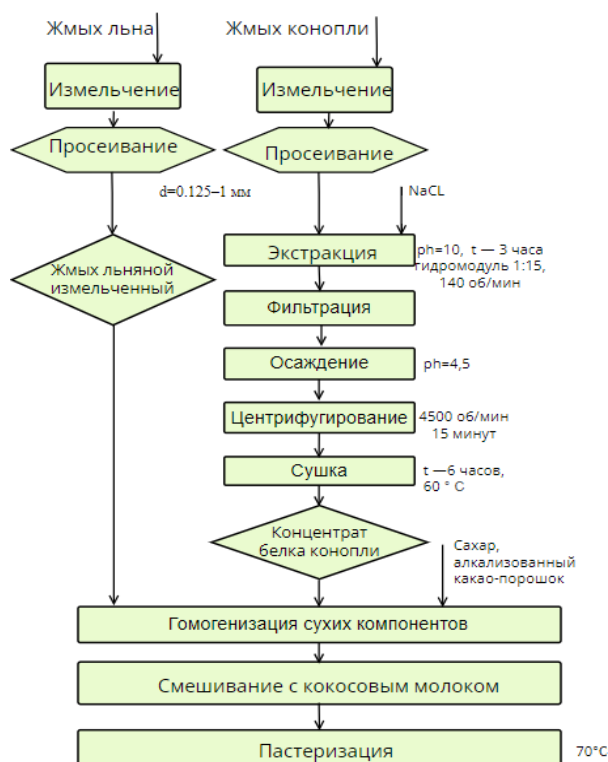 Жмых льна
Жмых конопли
Измельчение
Измельчение
Просеивание
Просеивание
d=0.125–1 мм
NaCL
Экстракция
ph=10, t — 3 часа
гидромодуль 1:15,
140 об/мин
Жмых льняной
измельченный
Фильтрация
Осаждение
ph=4,5
Центрифугирование
4500 об/мин
15 минут
Сушка
t —6 часов,
60 ° C
Концентрат
белка конопли
Сахар,
алкализованный
какао-порошок
Гомогенизация сухих компонентов
Смешивание с кокосовым молоком
Пастеризация
70°C